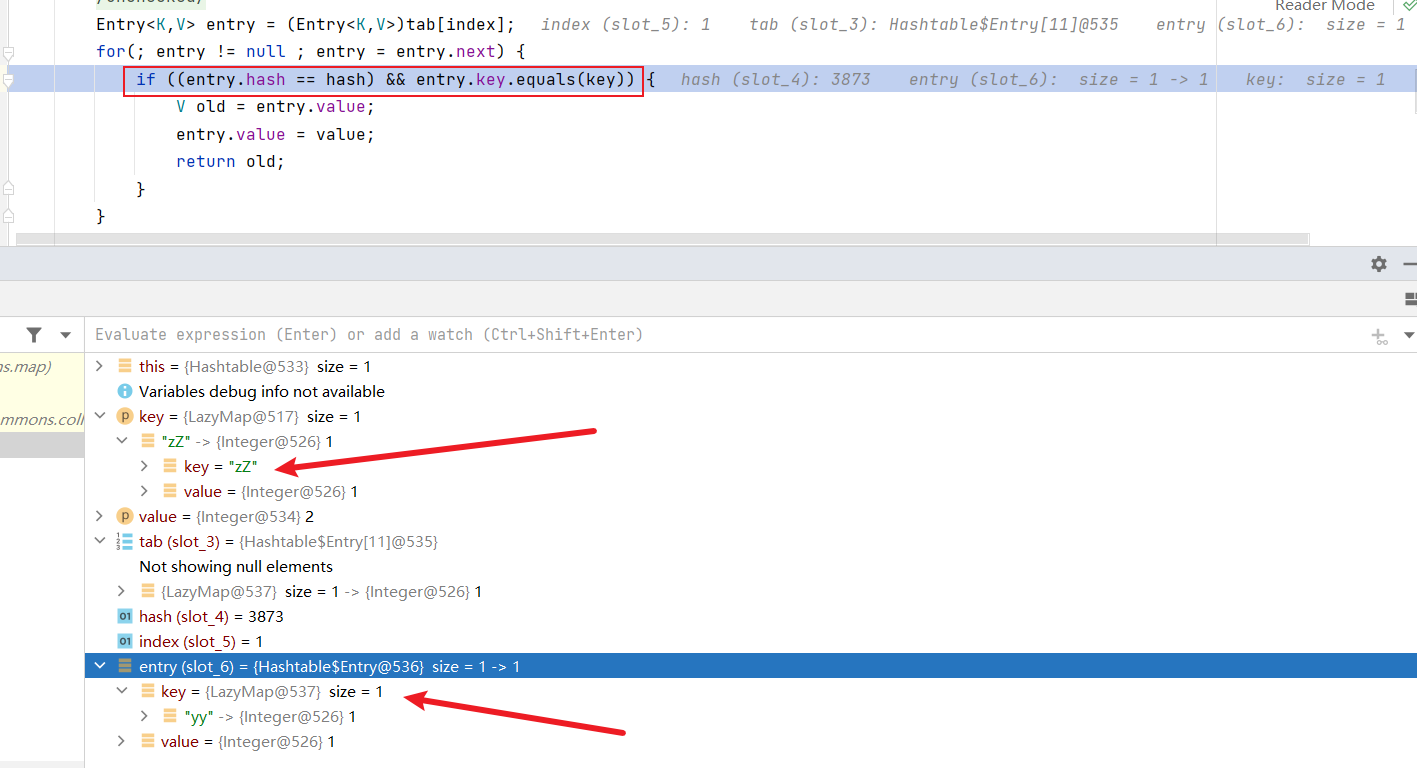 Reader Mode
Entry<K,V> entry = (Entry<K,V>)tab[index];  index (slot_5): 1  tab (slot_3): Hashtable$Entry[11]@535  entry (slot_6):  size = 1
for(; entry != null ; entry = entry.next) {
if ((entry.hash == hash) && entry.key.equals(key)) {  hash (slot_4): 3873  entry (slot_6):  size = 1 -> 1  key:  size = 1
V old = entry.value;
entry.value = value;
return old;
}
}
Evaluate expression (Enter) or add a watch (Ctrl+Shift+Enter)
ns.map)
mmons.coll
this = {Hashtable@533}  size = 1
Variables debug info not available
key = {LazyMap@517}  size = 1
"zZ" -> {Integer@526} 1
key = "zZ"
value = {Integer@526} 1
value = {Integer@534} 2
tab (slot_3) = {Hashtable$Entry[11]@535}
Not showing null elements
{LazyMap@537}  size = 1 -> {Integer@526} 1
hash (slot_4) = 3873
index (slot_5) = 1
entry (slot_6) = {Hashtable$Entry@536}  size = 1 -> 1
key = {LazyMap@537}  size = 1
"yy" -> {Integer@526} 1
value = {Integer@526} 1